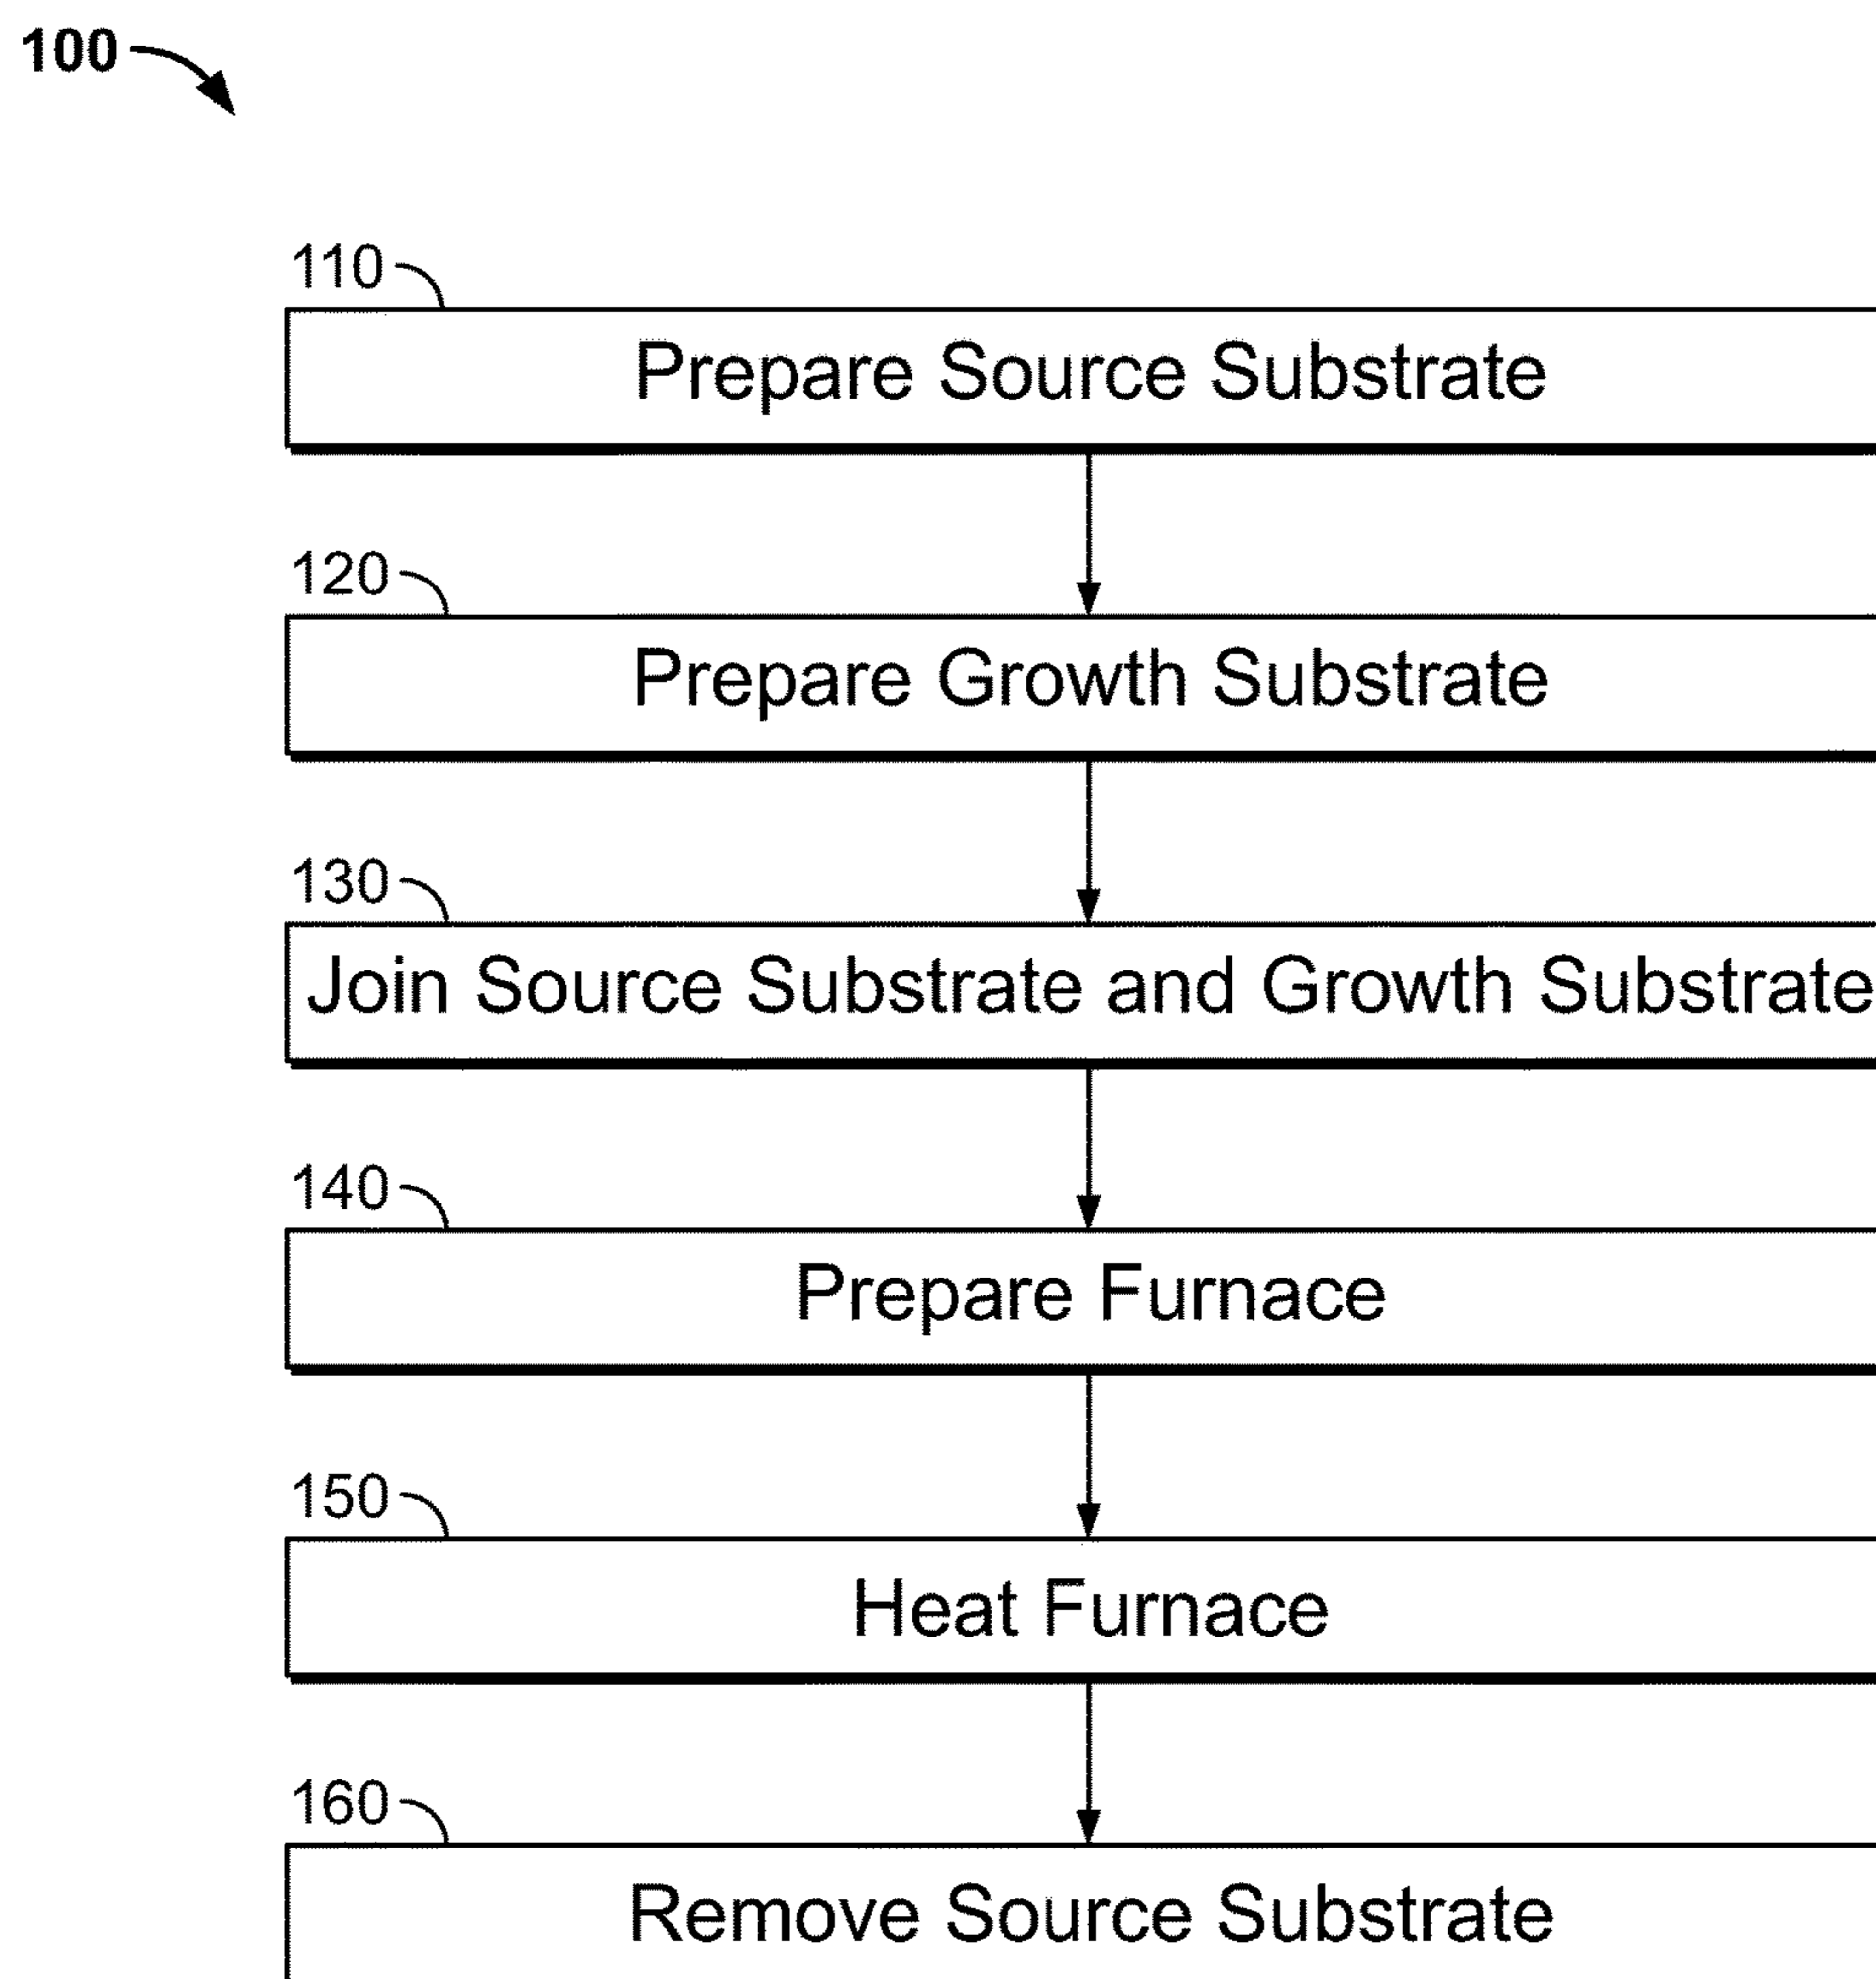 100
110
Prepare Source Substrate
120
Prepare Growth Substrate
130
Join Source Substrate and Growth Substrate
140
Prepare Furnace
150
Heat Furnace
160
Remove Source Substrate